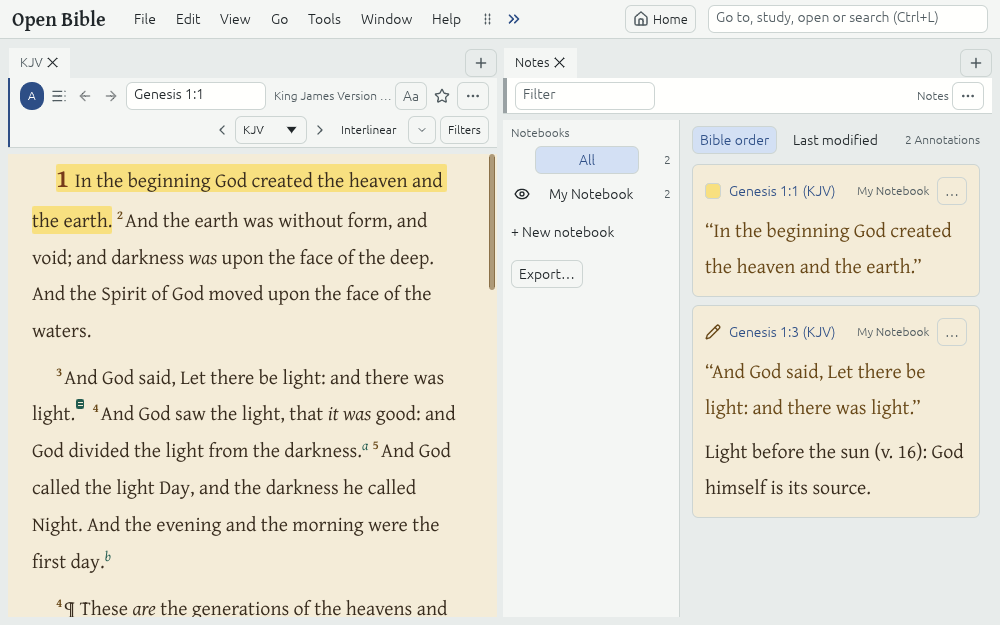 Open Bible File Edit View Go Tools Window Help Home Go to, study, open or search (Ctrl+L)
KJV
A Genesis 1:1 King James Version ... Aa
KJV Interlinear Filters
1 In the beginning God created the heaven and
the earth. 2 And the earth was without form, and
void; and darkness was upon the face of the deep.
And the Spirit of God moved upon the face of the
waters.
3 And God said, Let there be light: and there was
light. 4 And God saw the light, that it was good: and
God divided the light from the darkness.a 5 And God
called the light Day, and the darkness he called
Night. And the evening and the morning were the
first day.b
4 ¶ These are the generations of the heavens and
Notes
Filter Notes
Notebooks
All 2
My Notebook 2
+ New notebook
Export...
Bible order Last modified 2 Annotations
Genesis 1:1 (KJV) My Notebook ...
“In the beginning God created
the heaven and the earth.”
Genesis 1:3 (KJV) My Notebook ...
“And God said, Let there be
light: and there was light.”
Light before the sun (v. 16): God
himself is its source.